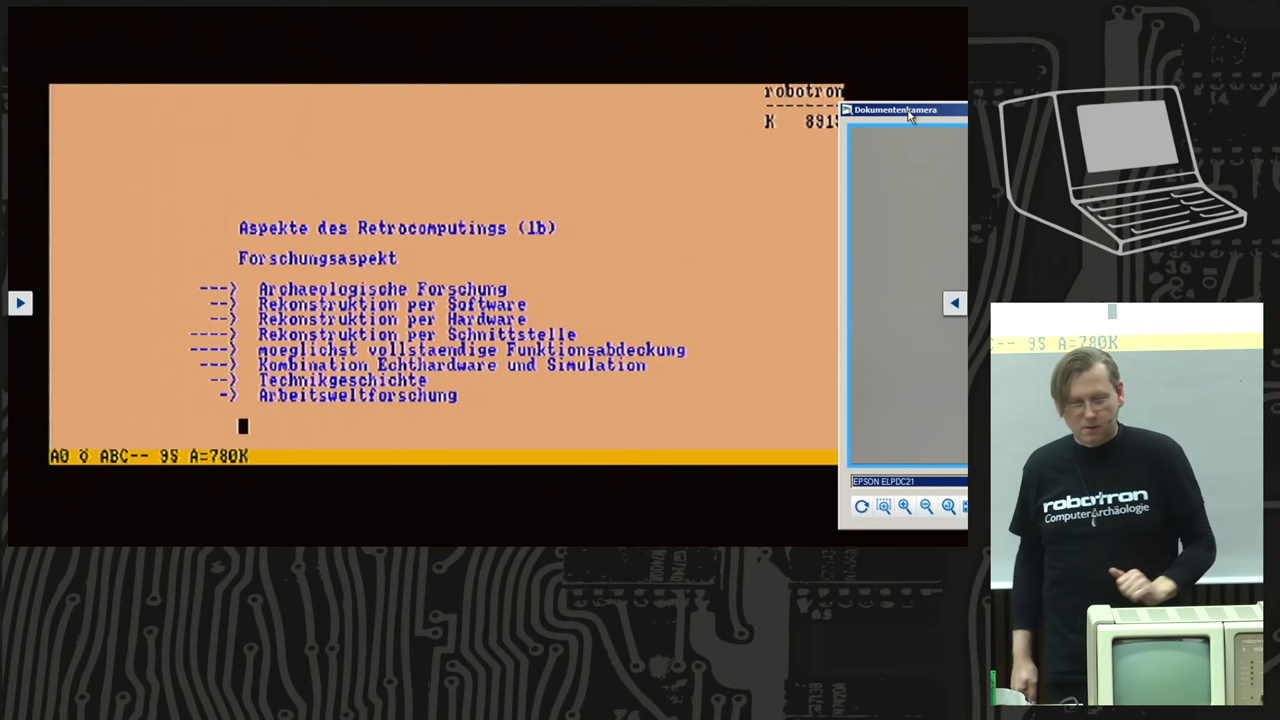 robotron
K 891
Dokumentenkamera
Aspekte des Retrocomputings (1b)
Forschungsaspekt
---> Archaeologische Forschung
--> Rekonstruktion per Software
--> Rekonstruktion per Hardware
----> Rekonstruktion per Schnittstelle
----> moeglichst vollstaendige Funktionsabdeckung
---> Kombination Echthardware und Simulation
--> Technikgeschichte
-> Arbeitsweltforschung
A0 ÿ ABC-- 95 A=780K
EPSON ELPDC21
-- 95 A=780K
robotron
ComputerArchäologie
robotron